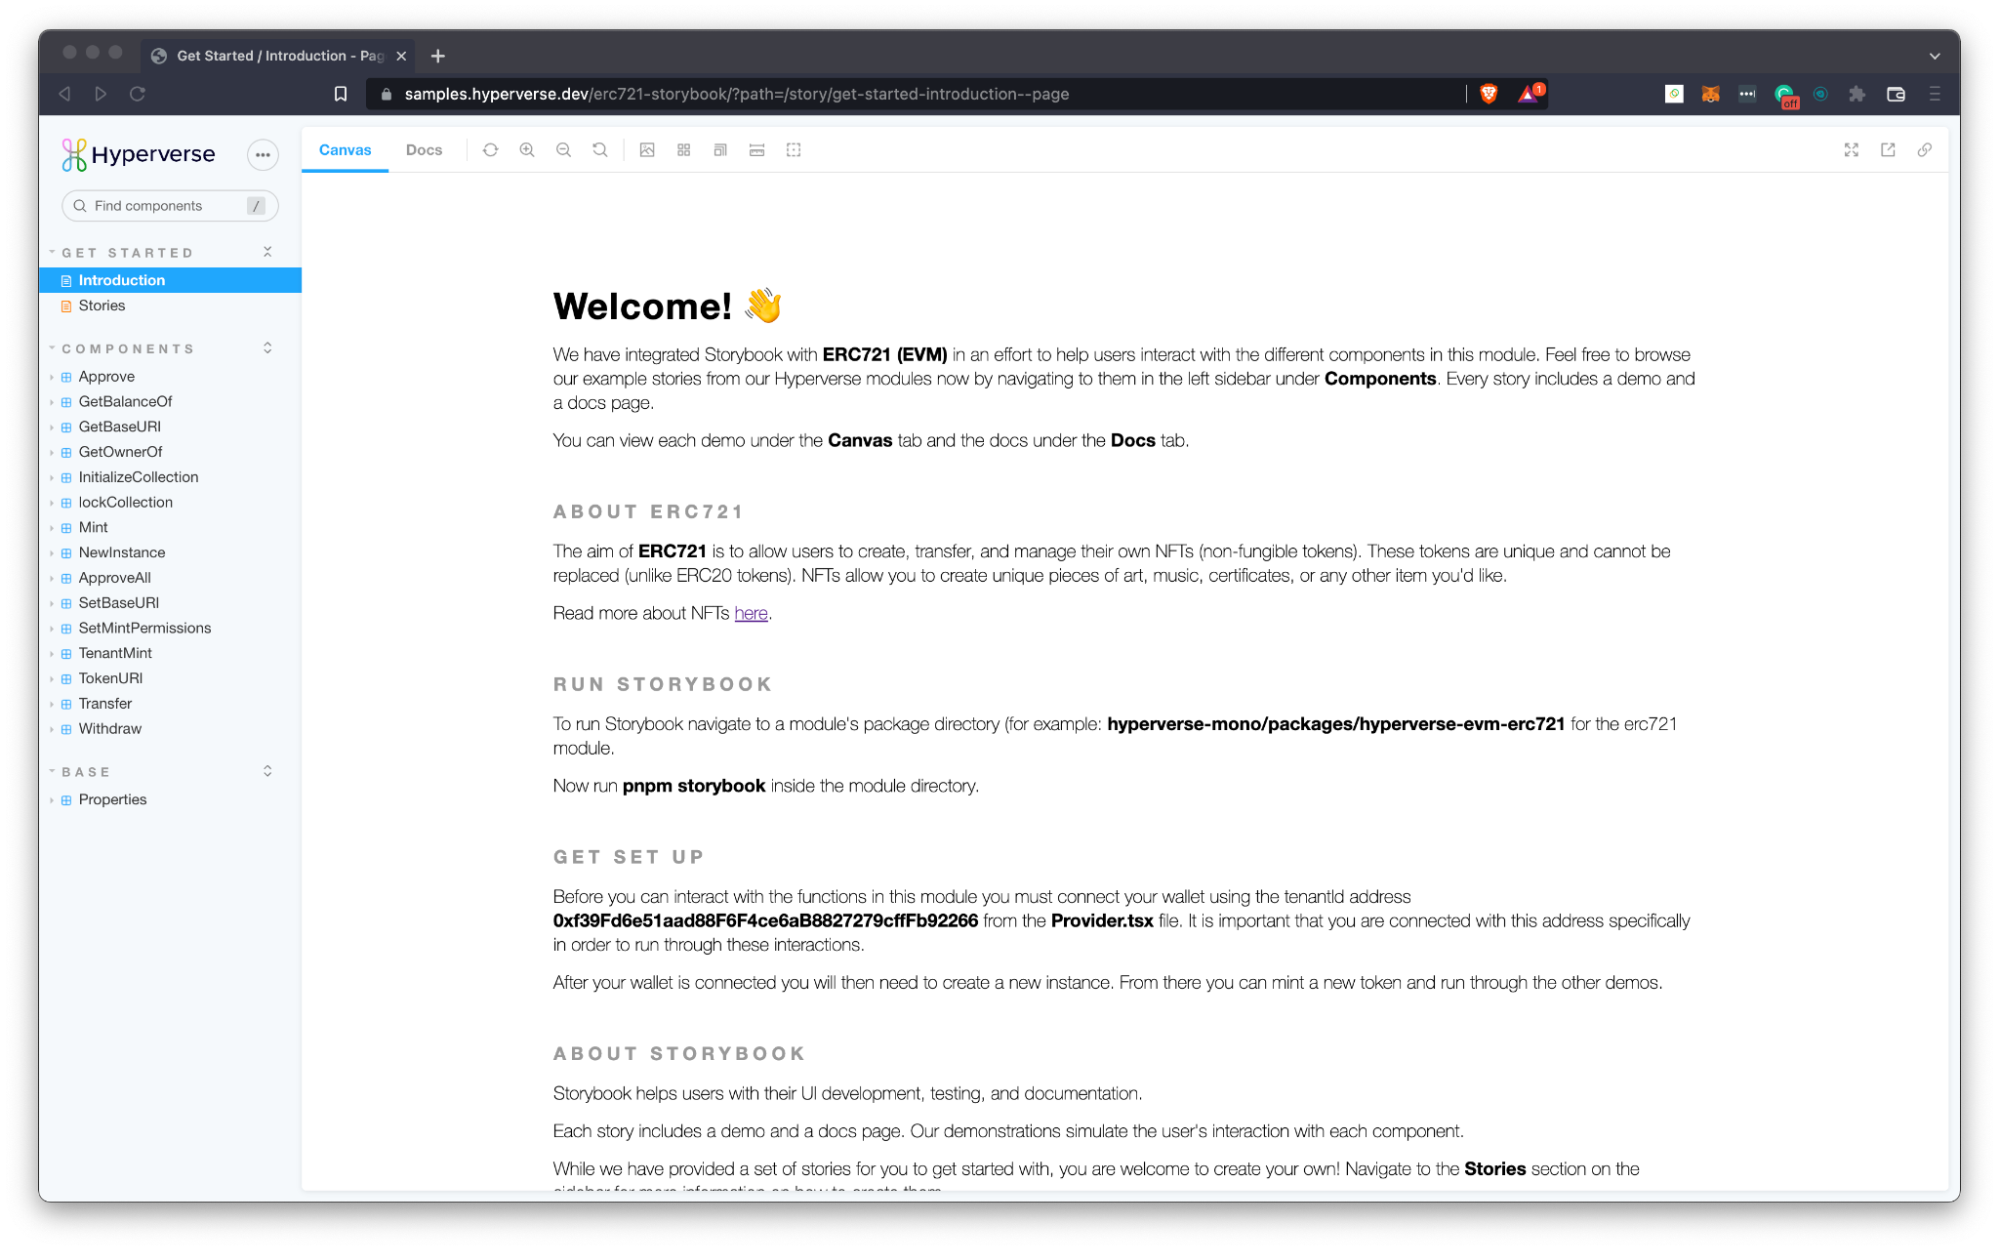 Get Started / Introduction - Pag
samples.hyperverse.dev/erc721-storybook/?path=/story/get-started-introduction--page
1
off
Hyperverse
Find components
/
GET STARTED
Introduction
Stories
COMPONENTS
Approve
GetBalanceOf
GetBaseURI
GetOwnerOf
InitializeCollection
lockCollection
Mint
NewInstance
ApproveAll
SetBaseURI
SetMintPermissions
TenantMint
TokenURI
Transfer
Withdraw
BASE
Properties
Canvas
Docs
Welcome! 👋
We have integrated Storybook with ERC721 (EVM) in an effort to help users interact with the different components in this module. Feel free to browse
our example stories from our Hyperverse modules now by navigating to them in the left sidebar under Components. Every story includes a demo and
a docs page.
You can view each demo under the Canvas tab and the docs under the Docs tab.
ABOUT ERC721
The aim of ERC721 is to allow users to create, transfer, and manage their own NFTs (non-fungible tokens). These tokens are unique and cannot be
replaced (unlike ERC20 tokens). NFTs allow you to create unique pieces of art, music, certificates, or any other item you'd like.
Read more about NFTs here.
RUN STORYBOOK
To run Storybook navigate to a module's package directory (for example: hyperverse-mono/packages/hyperverse-evm-erc721 for the erc721
module.
Now run pnpm storybook inside the module directory.
GET SET UP
Before you can interact with the functions in this module you must connect your wallet using the tenantId address
0xf39Fd6e51aad88F6F4ce6aB8827279cffFb92266 from the Provider.tsx file. It is important that you are connected with this address specifically
in order to run through these interactions.
After your wallet is connected you will then need to create a new instance. From there you can mint a new token and run through the other demos.
ABOUT STORYBOOK
Storybook helps users with their UI development, testing, and documentation.
Each story includes a demo and a docs page. Our demonstrations simulate the user's interaction with each component.
While we have provided a set of stories for you to get started with, you are welcome to create your own! Navigate to the Stories section on the
sidebar for more information on how to create them.